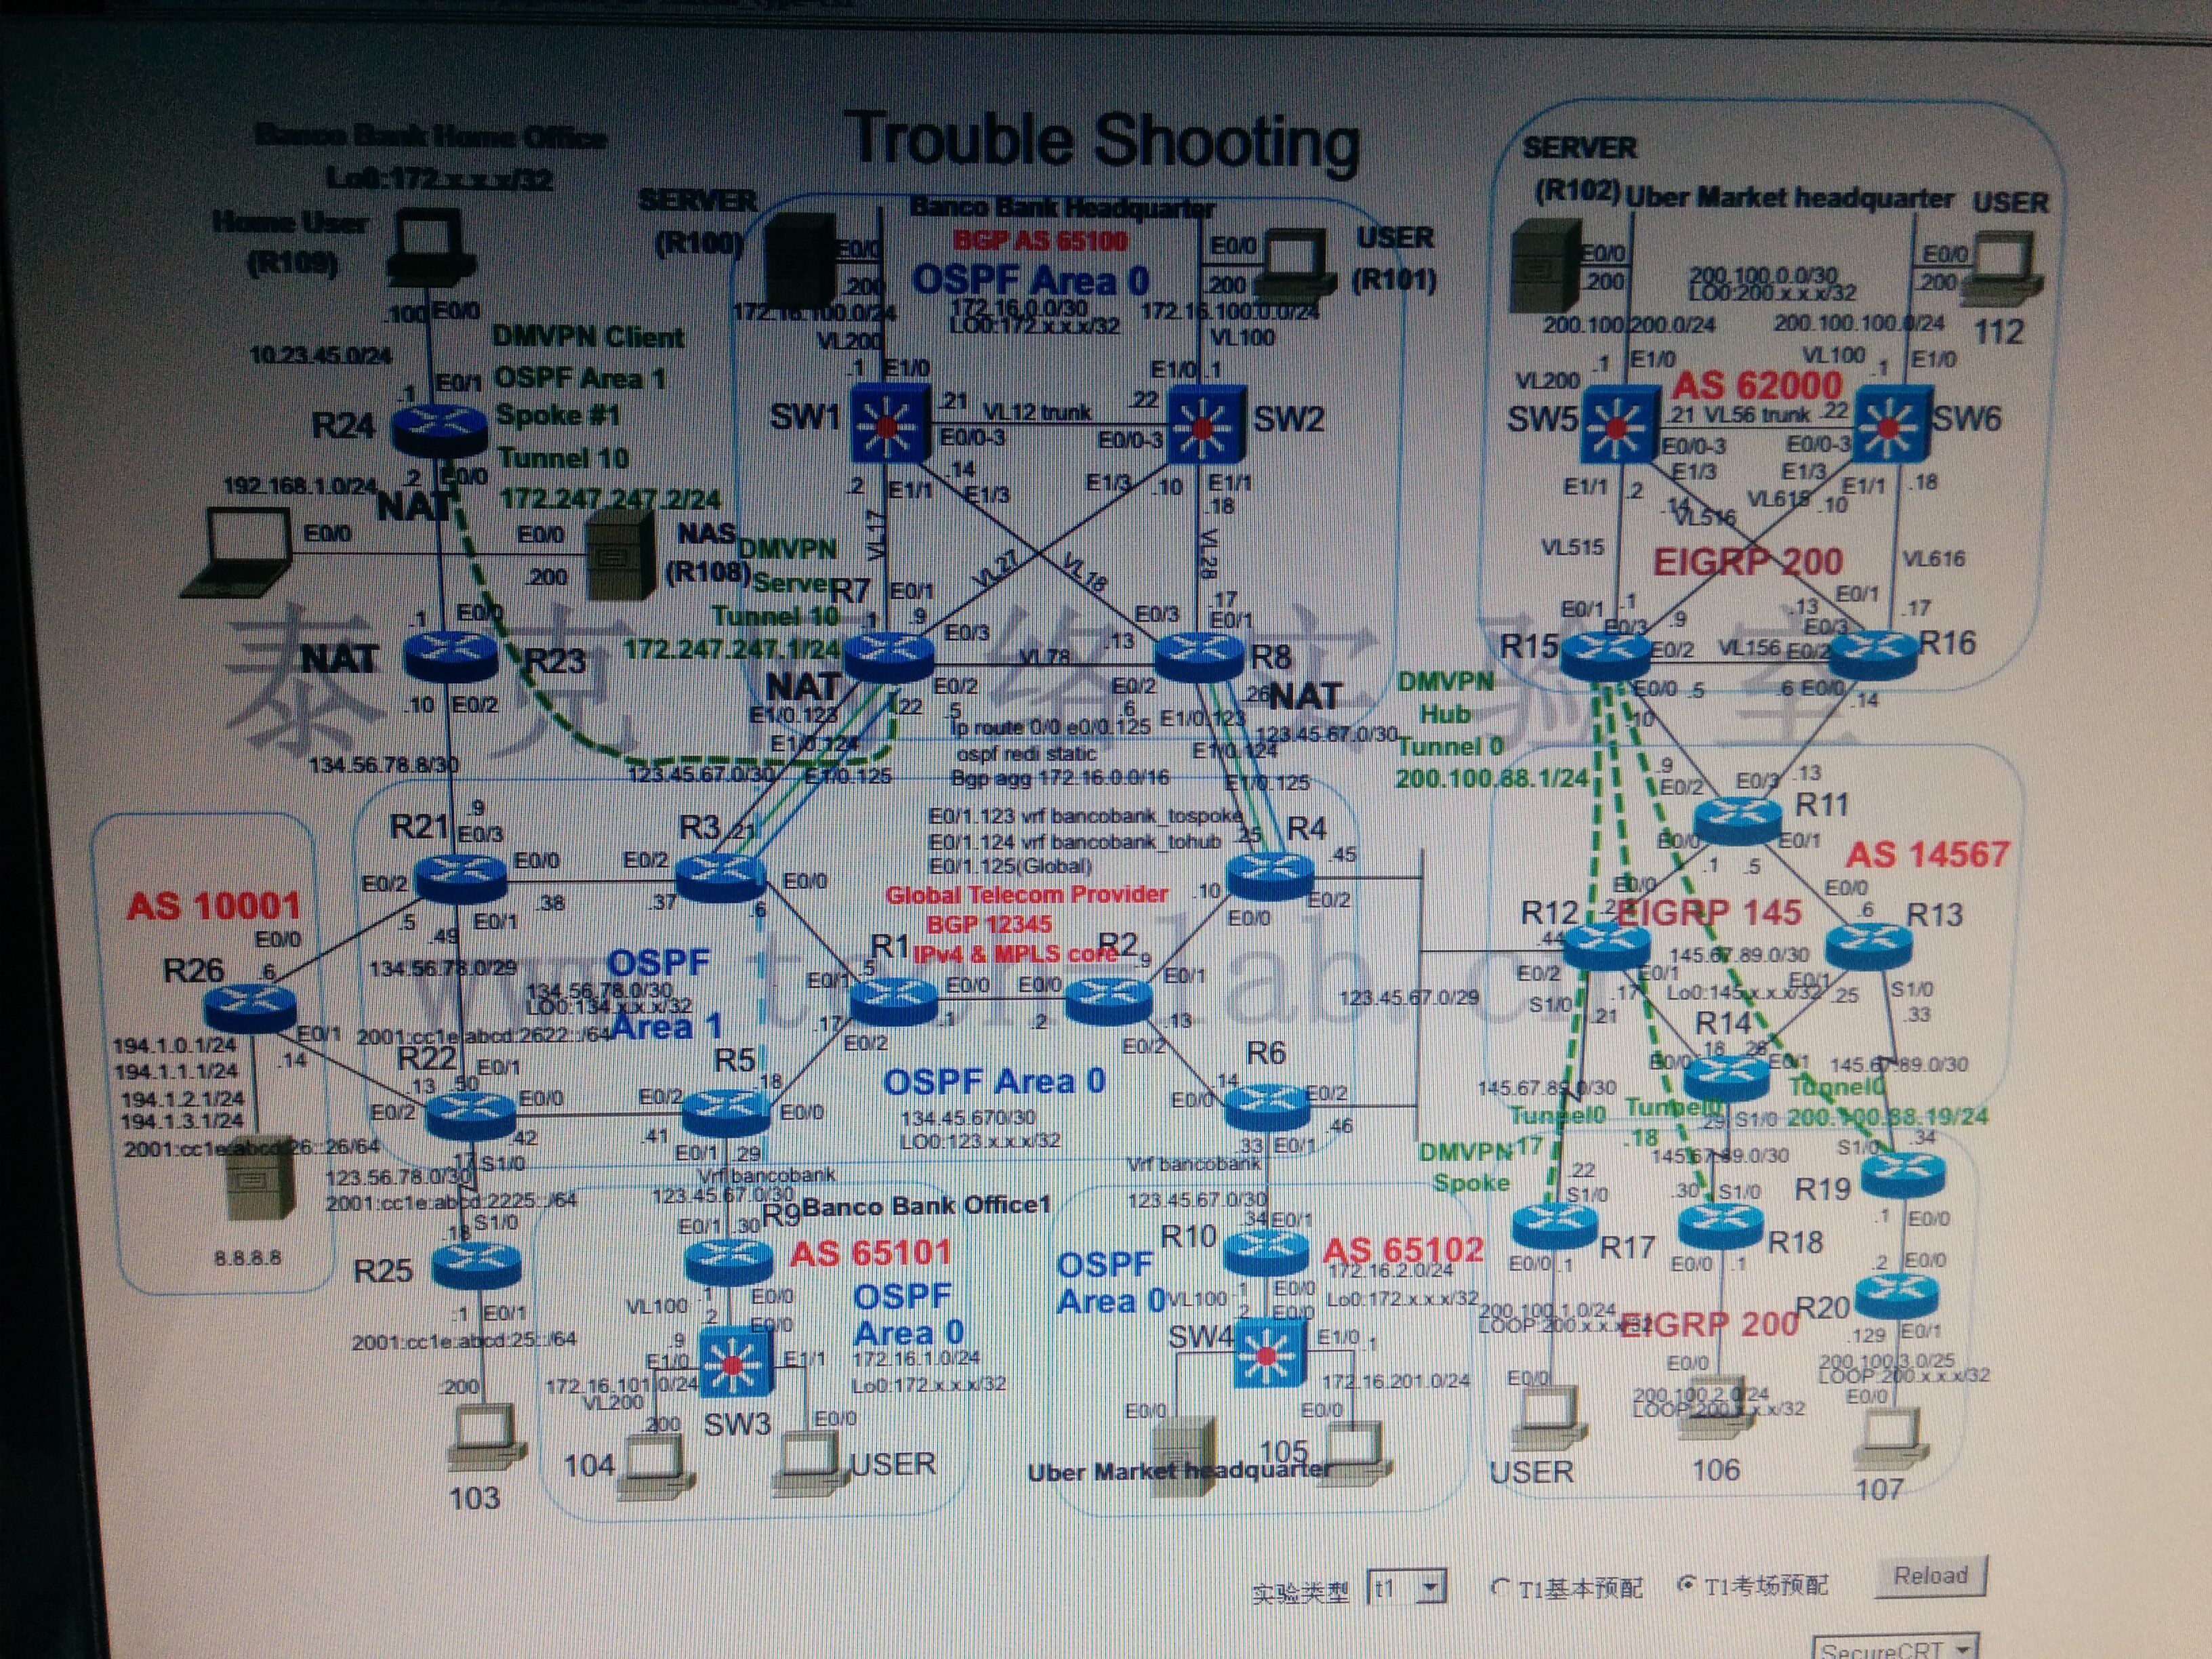 Trouble Shooting
Banco Bank Home Office
Lo0:172.x.x.x/32
Home User
(R109)
.100 E0/0
10.23.45.0/24
.1 E0/1
R24
DMVPN Client
OSPF Area 1
Spoke #1
Tunnel 10
172.247.247.2/24
.2 E0/0
192.168.1.0/24
NAT
E0/0
E0/0
.200
NAS
(R108)
.1 E0/0
NAT
R23
.10 E0/2
134.56.78.8/30
SERVER
(R100)
E0/0
.200
172.16.100.0/24
VL200
.1 E1/0
Banco Bank Headquarter
BGP AS 65100
OSPF Area 0
172.16.0.0/30
LO0:172.x.x.x/32
E0/0
.200
USER
(R101)
172.16.100.0/24
VL100
E1/0 .1
SW1
.21 VL12 trunk .22
E0/0-3
E0/0-3
SW2
.2 E1/1
.14
E1/3
E1/3 .10
E1/1
.18
VL17
VL27
VL18
VL28
DMVPN
Server
Tunnel 10
172.247.247.1/24
R7
E0/1
.1
.9
E0/3
E0/3
.13
.17
E0/1
VL78
R8
NAT
E0/2
.5
E0/2
.6
.22
.26
NAT
E1/0.123
E1/0.124
E1/0.125
123.45.67.0/30
ip route 0/0 e0/0.125
ospf redi static
Bgp agg 172.16.0.0/16
E1/0.123
E1/0.124
E1/0.125
123.45.67.0/30
SERVER
(R102)
Uber Market headquarter
USER
E0/0
.200
200.100.0.0/30
LO0:200.x.x.x/32
E0/0
.200
200.100.200.0/24
200.100.100.0/24
112
VL200
.1 E1/0
VL100
.1 E1/0
AS 62000
SW5
.21 VL56 trunk .22
E0/0-3
E0/0-3
SW6
E1/1 .2
E1/3
.14
VL516
E1/3
VL618
.10
E1/1 .18
VL515
EIGRP 200
VL616
E0/1 .1
E0/3 .9
.13
E0/3
E0/1
.17
R15
E0/2 VL156 E0/2
R16
E0/0 .5
.6 E0/0
.14
.10
DMVPN
Hub
Tunnel 0
200.100.88.1/24
.9
E0/2
E0/3
.13
R11
E0/0
.1
.5
E0/1
AS 14567
R12
E0/0
.2
EIGRP 145
E0/0
.6
R13
.44
E0/2
145.67.89.0/30
E0/1
.17
Lo0:145.x.x.x/32
E0/1
.25
S1/0
.33
S1/0
.21
R14
.18
E0/0
E0/1
145.67.89.0/30
145.67.89.0/30
Tunnel0
Tunnel0
Tunnel0
200.100.88.19/24
.17
.18
.29 S1/0
145.67.89.0/30
DMVPN
Spoke
.22
S1/0
.30 S1/0
S1/0
.34
R17
R18
R19
E0/0 .1
E0/0 .1
.1 E0/0
.2 E0/0
R20
.129 E0/1
200.100.1.0/24
EIGRP 200
200.100.3.0/25
LOOP:200.x.x.x/32
E0/0
E0/0
200.100.2.0/24
LOOP:200.x.x.x/32
E0/0
USER
106
107
R21
.9
E0/3
E0/2
E0/0
.38
E0/2
.37
R3
.21
E0/0
.6
.5
.49
E0/1
AS 10001
E0/0
R26
.6
134.56.78.0/29
OSPF
134.56.78.0/30
LO0:134.x.x.x/32
Area 1
E0/1
.14
2001:cc1e:abcd:2622::/64
194.1.0.1/24
194.1.1.1/24
194.1.2.1/24
194.1.3.1/24
2001:cc1e:abcd:26::26/64
8.8.8.8
R22
.13
.50
E0/1
E0/2
E0/0
.42
E0/2
.41
R5
.18
E0/0
E0/1 .29
.17 S1/0
123.56.78.0/30
2001:cc1e:abcd:2225::/64
.18 S1/0
R25
.1 E0/1
2001:cc1e:abcd:25::/64
.200
103
E0/1.123 vrf bancobank_tospoke
E0/1.124 vrf bancobank_tohub
E0/1.125(Global)
Global Telecom Provider
BGP 12345
IPv4 & MPLS core
.25
R4
.45
E0/2
.10
E0/0
R1
.5
E0/1
E0/0
.1
E0/0
.2
R2
.9
E0/1
.17
E0/2
.13
E0/2
123.45.67.0/29
OSPF Area 0
134.45.670/30
LO0:123.x.x.x/32
R6
.14
E0/0
E0/2
.46
.33 E0/1
Vrf bancobank
123.45.67.0/30
E0/1 .30
R9
Banco Bank Office1
AS 65101
VL100
.1
.2
E0/0
E0/0
OSPF
Area 0
172.16.1.0/24
Lo0:172.x.x.x/32
.9
E1/0
E1/1
172.16.101.0/24
VL200
.200
SW3
E0/0
104
USER
Vrf bancobank
123.45.67.0/30
.34 E0/1
R10
AS 65102
OSPF
Area 0
172.16.2.0/24
Lo0:172.x.x.x/32
VL100
.1
.2
E0/0
E0/0
SW4
E1/0 .1
172.16.201.0/24
E0/0
E0/0
105
Uber Market headquarter
实验类型 t1 T1基本预配 T1考场预配 Reload
SecureCRT